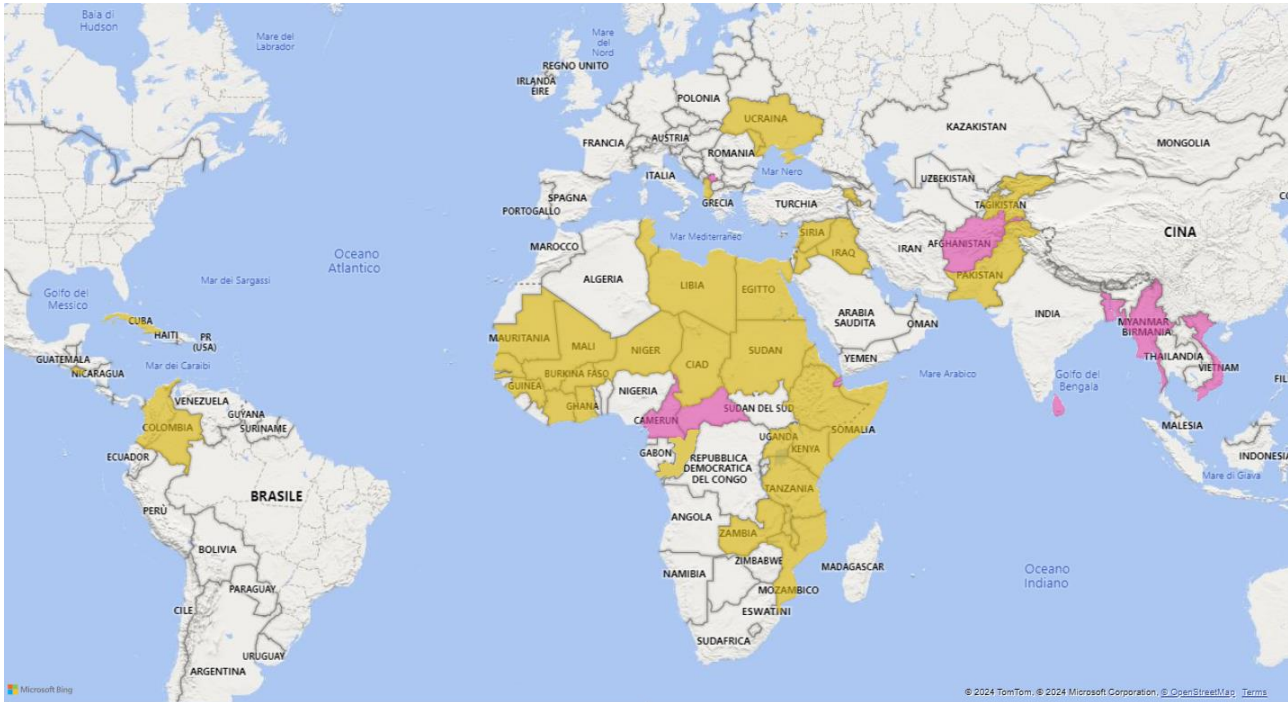 Baia di
Hudson
Mare del
Labrador
Mare
del
Nord
REGNO UNITO
IRLANDA
ÉIRE
POLONIA
UCRAINA
KAZAKISTAN
MONGOLIA
FRANCIA
AUSTRIA
ROMANIA
ITALIA
Mar Nero
UZBEKISTAN
SPAGNA
PORTOGALLO
GRECIA
TURCHIA
TAGIKISTAN
CINA
Oceano
Atlantico
MAROCCO
Mar Mediterraneo
SIRIA
IRAQ
IRAN
AFGHANISTAN
Mar dei Sargassi
ALGERIA
LIBIA
EGITTO
PAKISTAN
Golfo del
Messico
ARABIA
SAUDITA
OMAN
INDIA
MYANMAR
BIRMANIA
CUBA
HAITI
PR
(USA)
MAURITANIA
MALI
NIGER
CIAD
SUDAN
YEMEN
THAILANDIA
VIETNAM
GUATEMALA
NICARAGUA
Mar dei Caraibi
GUINEA
BURKINA FASO
GHANA
NIGERIA
Mare Arabico
Golfo del
Bengala
FIL
VENEZUELA
GUYANA
SURINAME
COLOMBIA
CAMERUN
SUDAN DEL SUD
SOMALIA
MALESIA
ECUADOR
GABON
UGANDA
KENYA
REPUBBLICA
DEMOCRATICA
DEL CONGO
INDONESIA
Mare di Giava
BRASILE
TANZANIA
PERÙ
ANGOLA
ZAMBIA
BOLIVIA
ZIMBABWE
MADAGASCAR
Oceano
Indiano
PARAGUAY
NAMIBIA
MOZAMBICO
ESWATINI
CILE
SUDAFRICA
URUGUAY
ARGENTINA
Microsoft Bing
© 2024 TomTom, © 2024 Microsoft Corporation, © OpenStreetMap Terms